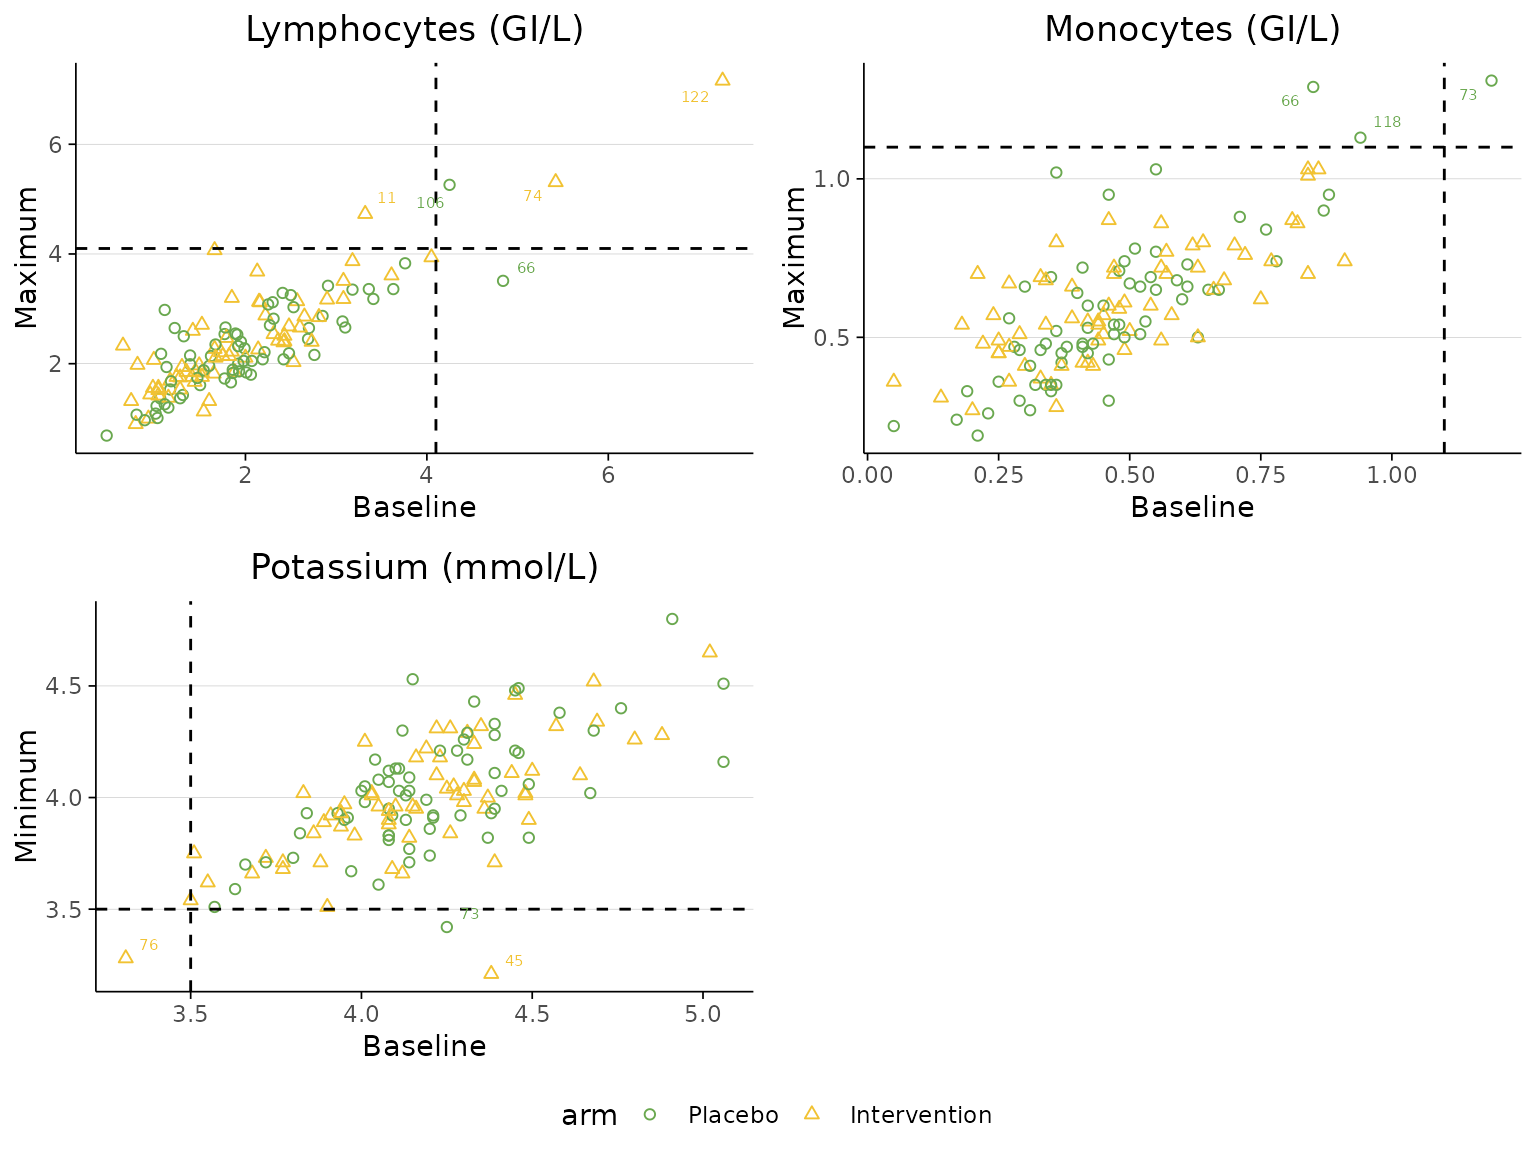 Lymphocytes (GI/L)
Maximum
6
4
2
122
11
106
74
66
2 4 6
Baseline
Monocytes (GI/L)
Maximum
1.0
0.5
66
73
118
0.00 0.25 0.50 0.75 1.00
Baseline
Potassium (mmol/L)
Minimum
4.5
4.0
3.5
73
76
45
3.5 4.0 4.5 5.0
Baseline
arm Placebo Intervention